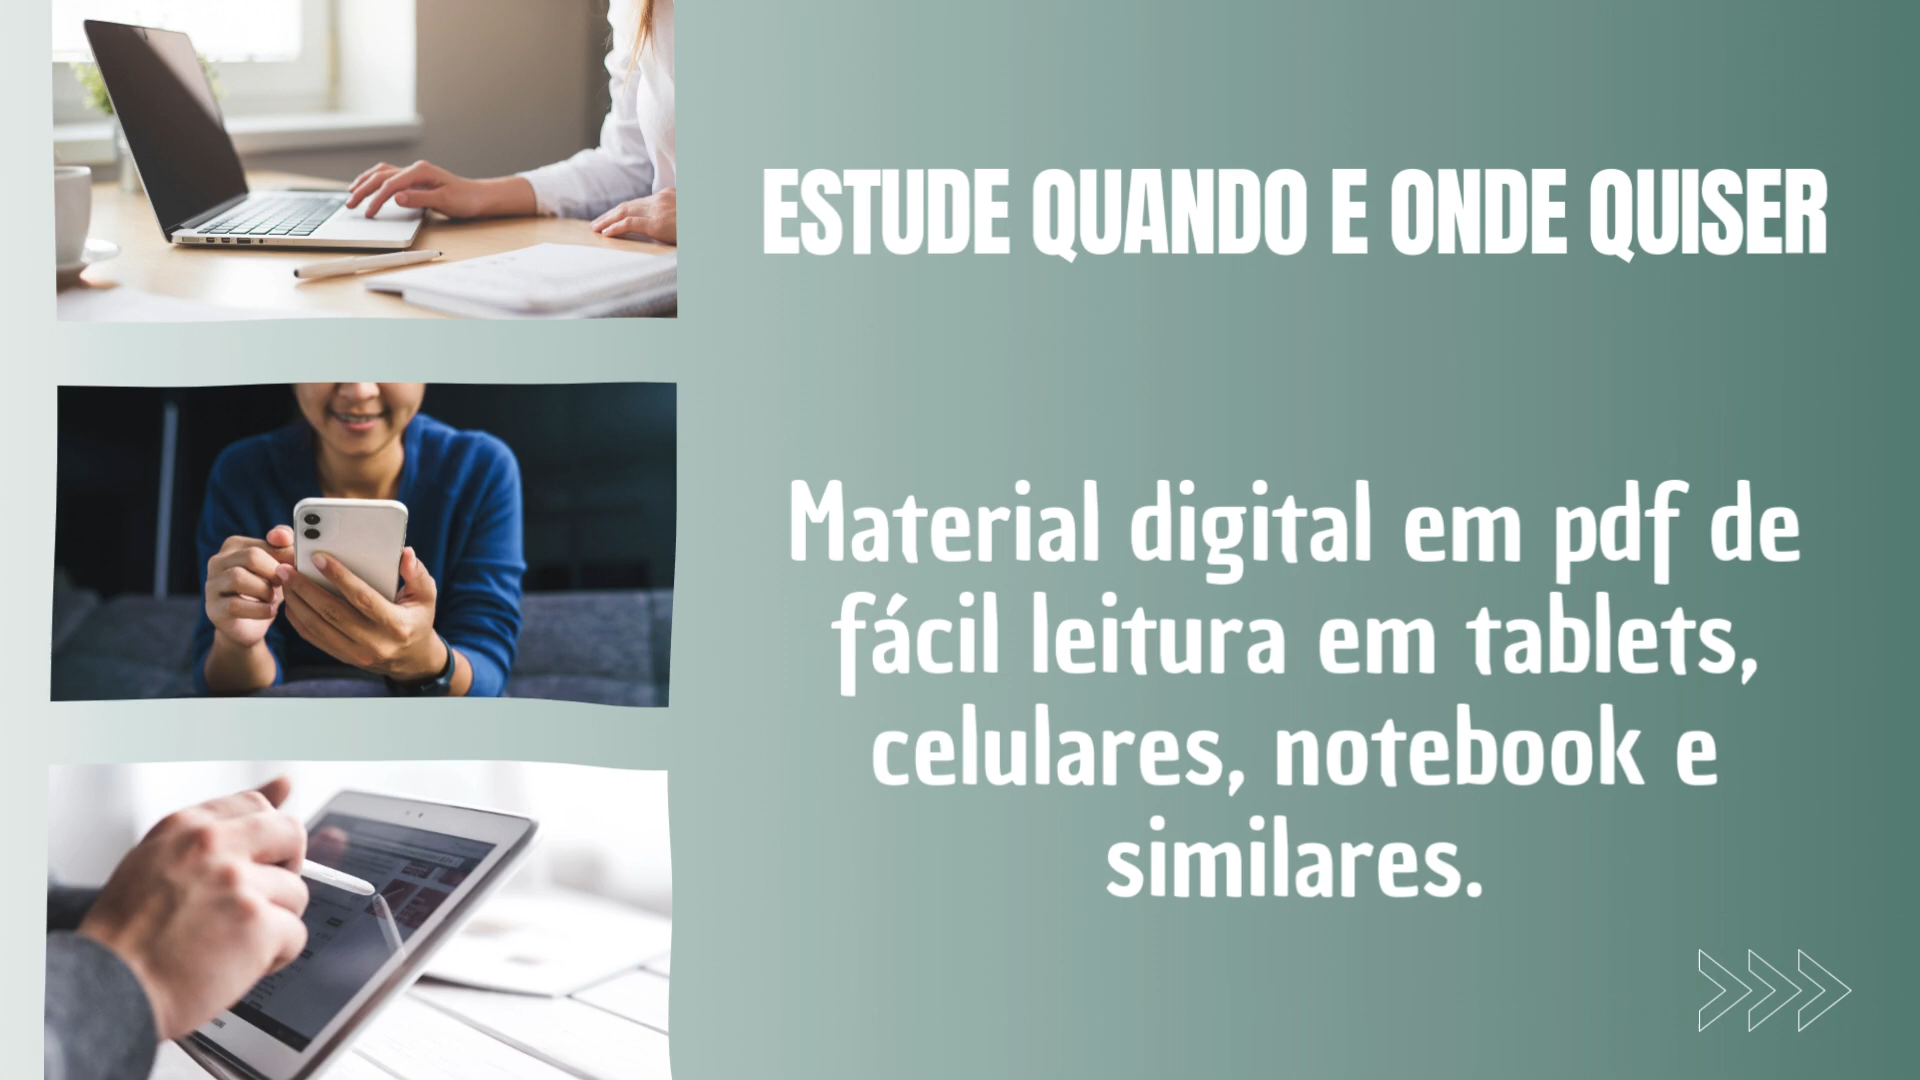 ESTUDE QUANDO E ONDE QUISER
Material digital em pdf de
fácil leitura em tablets,
celulares, notebook e
similares.